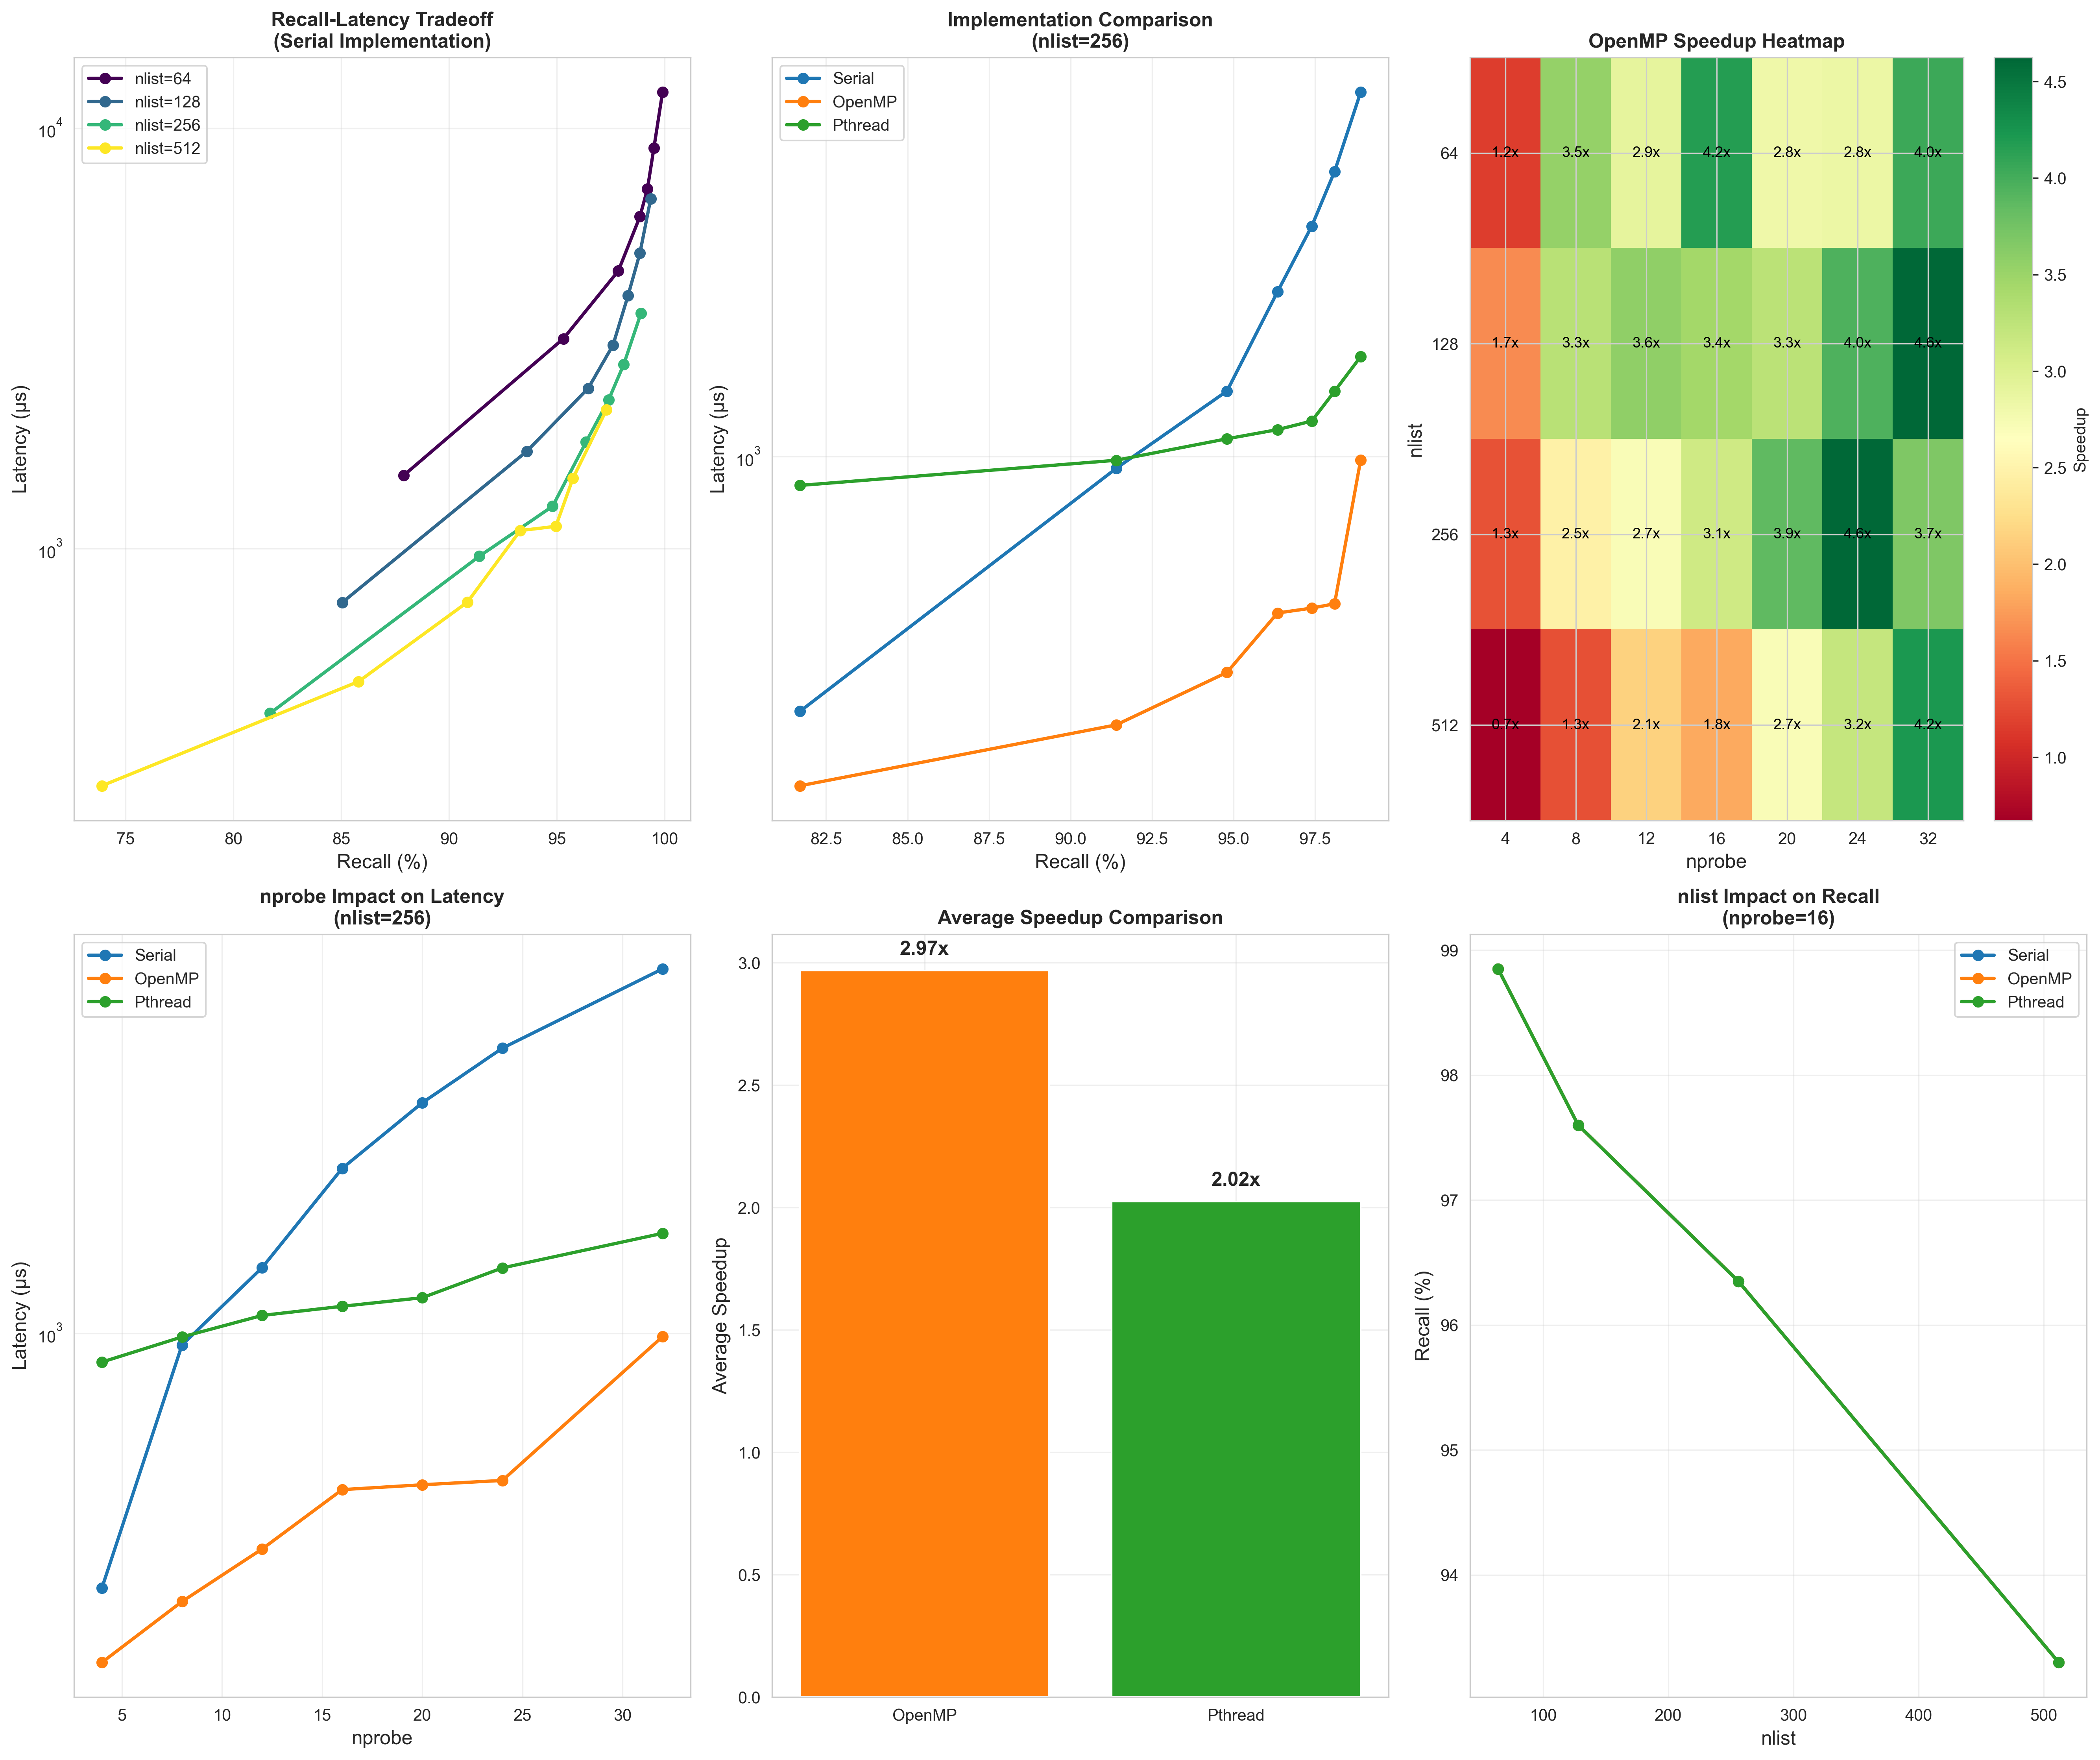 Recall-Latency Tradeoff
(Serial Implementation)
nlist=64
nlist=128
nlist=256
nlist=512
10^4
10^3
Latency (μs)
75 80 85 90 95 100
Recall (%)
Implementation Comparison
(nlist=256)
Serial
OpenMP
Pthread
10^3
Latency (μs)
82.5 85.0 87.5 90.0 92.5 95.0 97.5
Recall (%)
OpenMP Speedup Heatmap
64 1.2x 3.5x 2.9x 4.2x 2.8x 2.8x 4.0x
128 1.7x 3.3x 3.6x 3.4x 3.3x 4.0x 4.6x
256 1.3x 2.5x 2.7x 3.1x 3.9x 4.6x 3.7x
512 0.7x 1.3x 2.1x 1.8x 2.7x 3.2x 4.2x
nlist
4 8 12 16 20 24 32
nprobe
4.5
4.0
3.5
3.0
2.5
2.0
1.5
1.0
Speedup
nprobe Impact on Latency
(nlist=256)
Serial
OpenMP
Pthread
10^3
Latency (μs)
5 10 15 20 25 30
nprobe
Average Speedup Comparison
2.97x
2.02x
3.0
2.5
2.0
1.5
1.0
0.5
0.0
Average Speedup
OpenMP Pthread
nlist Impact on Recall
(nprobe=16)
Serial
OpenMP
Pthread
99
98
97
96
95
94
Recall (%)
100 200 300 400 500
nlist